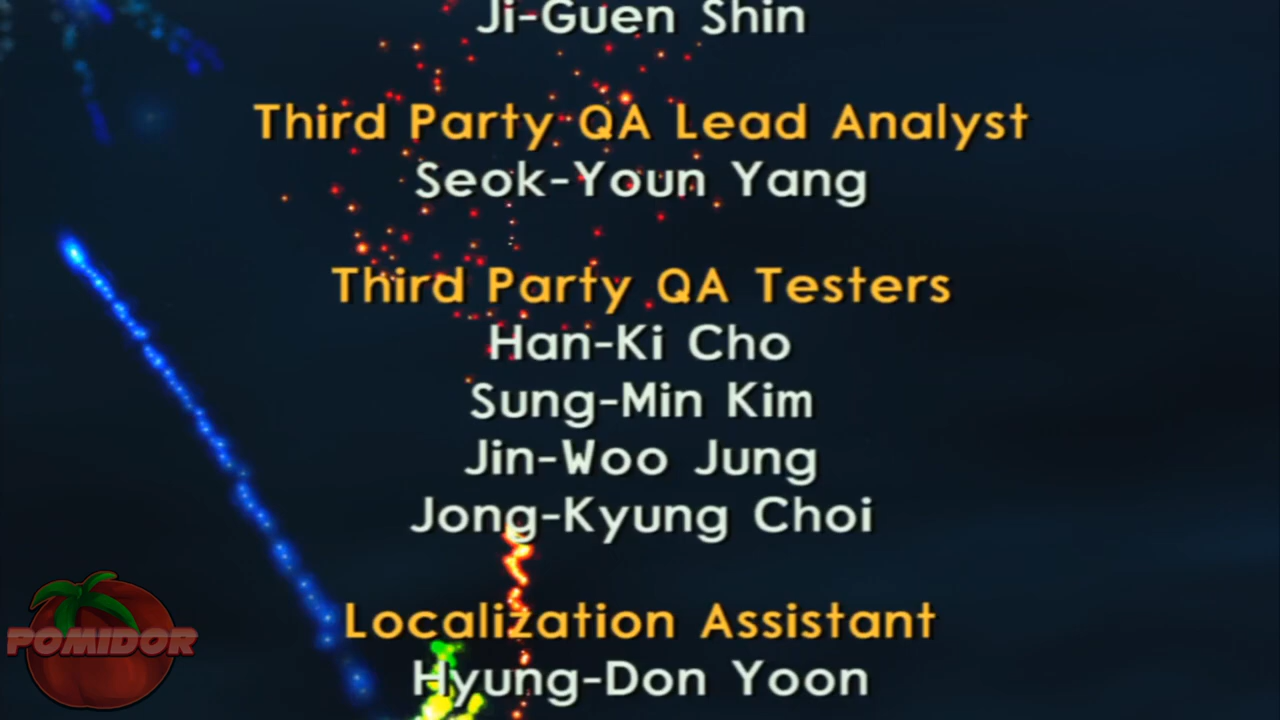 Ji-Guen Shin
Third Party QA Lead Analyst
Seok-Youn Yang
Third Party QA Testers
Han-Ki Cho
Sung-Min Kim
Jin-Woo Jung
Jong-Kyung Choi
Localization Assistant
Hyung-Don Yoon
POMIDOR